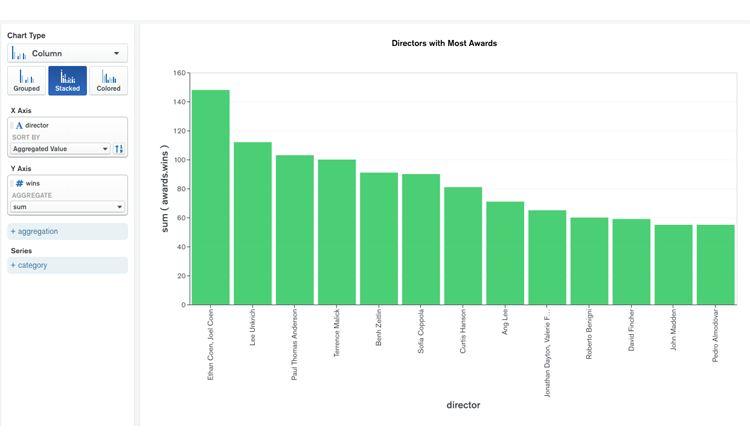 Chart Type
Column
Grouped
Stacked
Colored
X Axis
A director
SORT BY
Aggregated Value
Y Axis
# wins
AGGREGATE
sum
+ aggregation
Series
+ category
Directors with Most Awards
sum ( awards.wins )
160
140
120
100
80
60
40
20
0
Ethan Coen, Joel Coen
Lee Unkrich
Paul Thomas Anderson
Terrence Malick
Benh Zeitlin
Sofia Coppola
Curtis Hanson
Ang Lee
Jonathan Dayton, Valerie F...
Roberto Benigni
David Fincher
John Madden
Pedro Almodovar
director